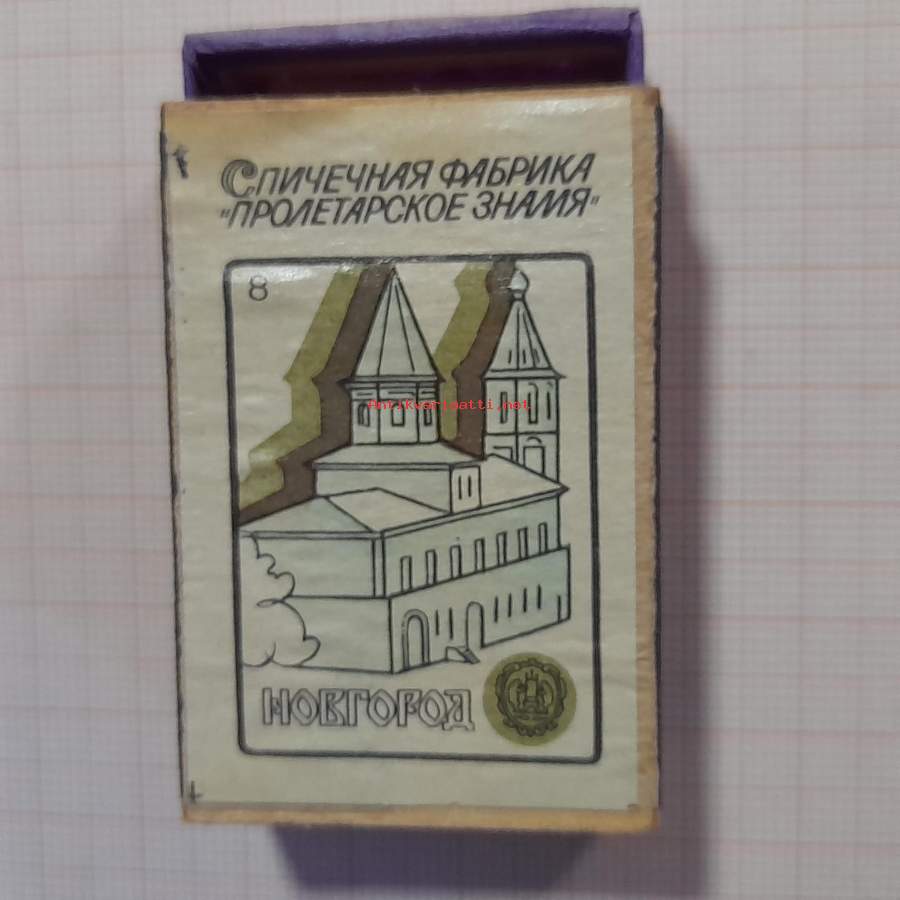 СПИЧЕЧНАЯ ФАБРИКА
"ПРОЛЕТАРСКОЕ ЗНАМЯ"
8
Antikvariaatti.net
НОВГОРОД